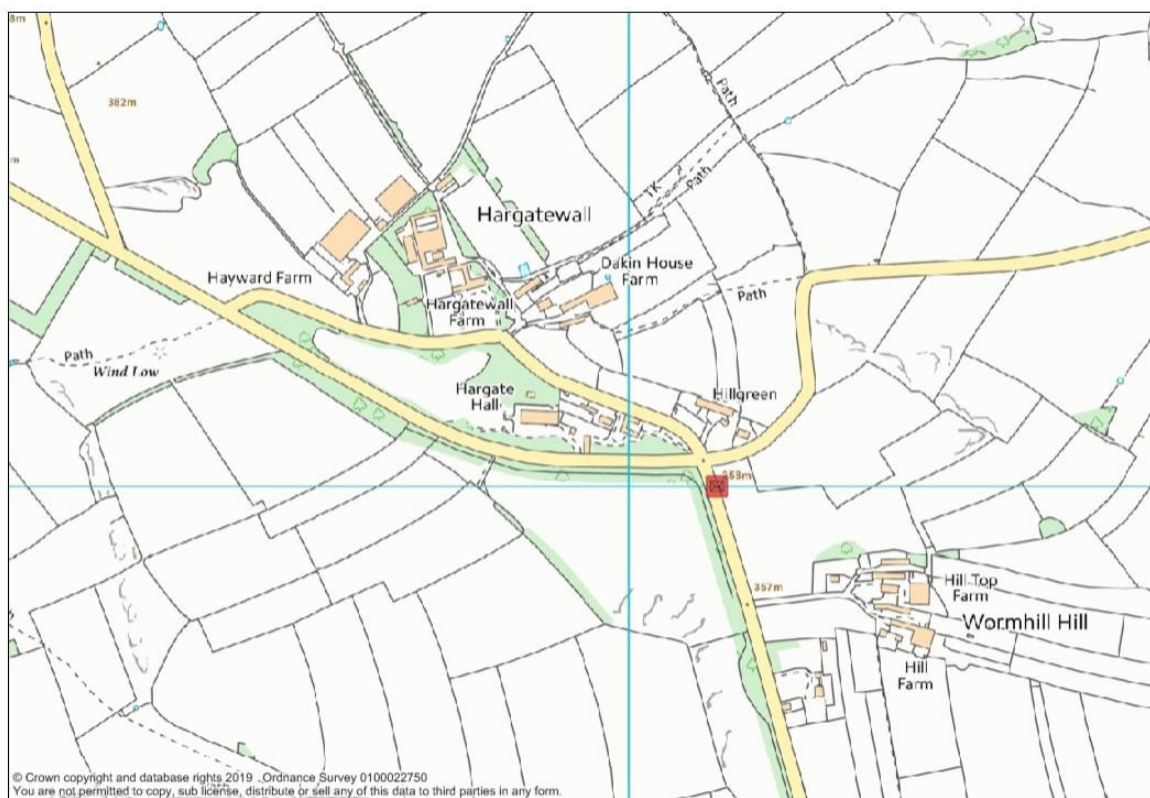 8m
382m
m
Path
Hargatewall
TK
Path
Hayward Farm
Dakin House
Farm
Path
Hargatewall
Farm
Path
Wind Low
Hargate
Hall
Hillgreen
357m
Hill Top
Farm
Wormhill Hill
Hill
Farm
© Crown copyright and database rights 2019 . Ordnance Survey 0100022750
You are not permitted to copy, sub license, distribute or sell any of this data to third parties in any form.